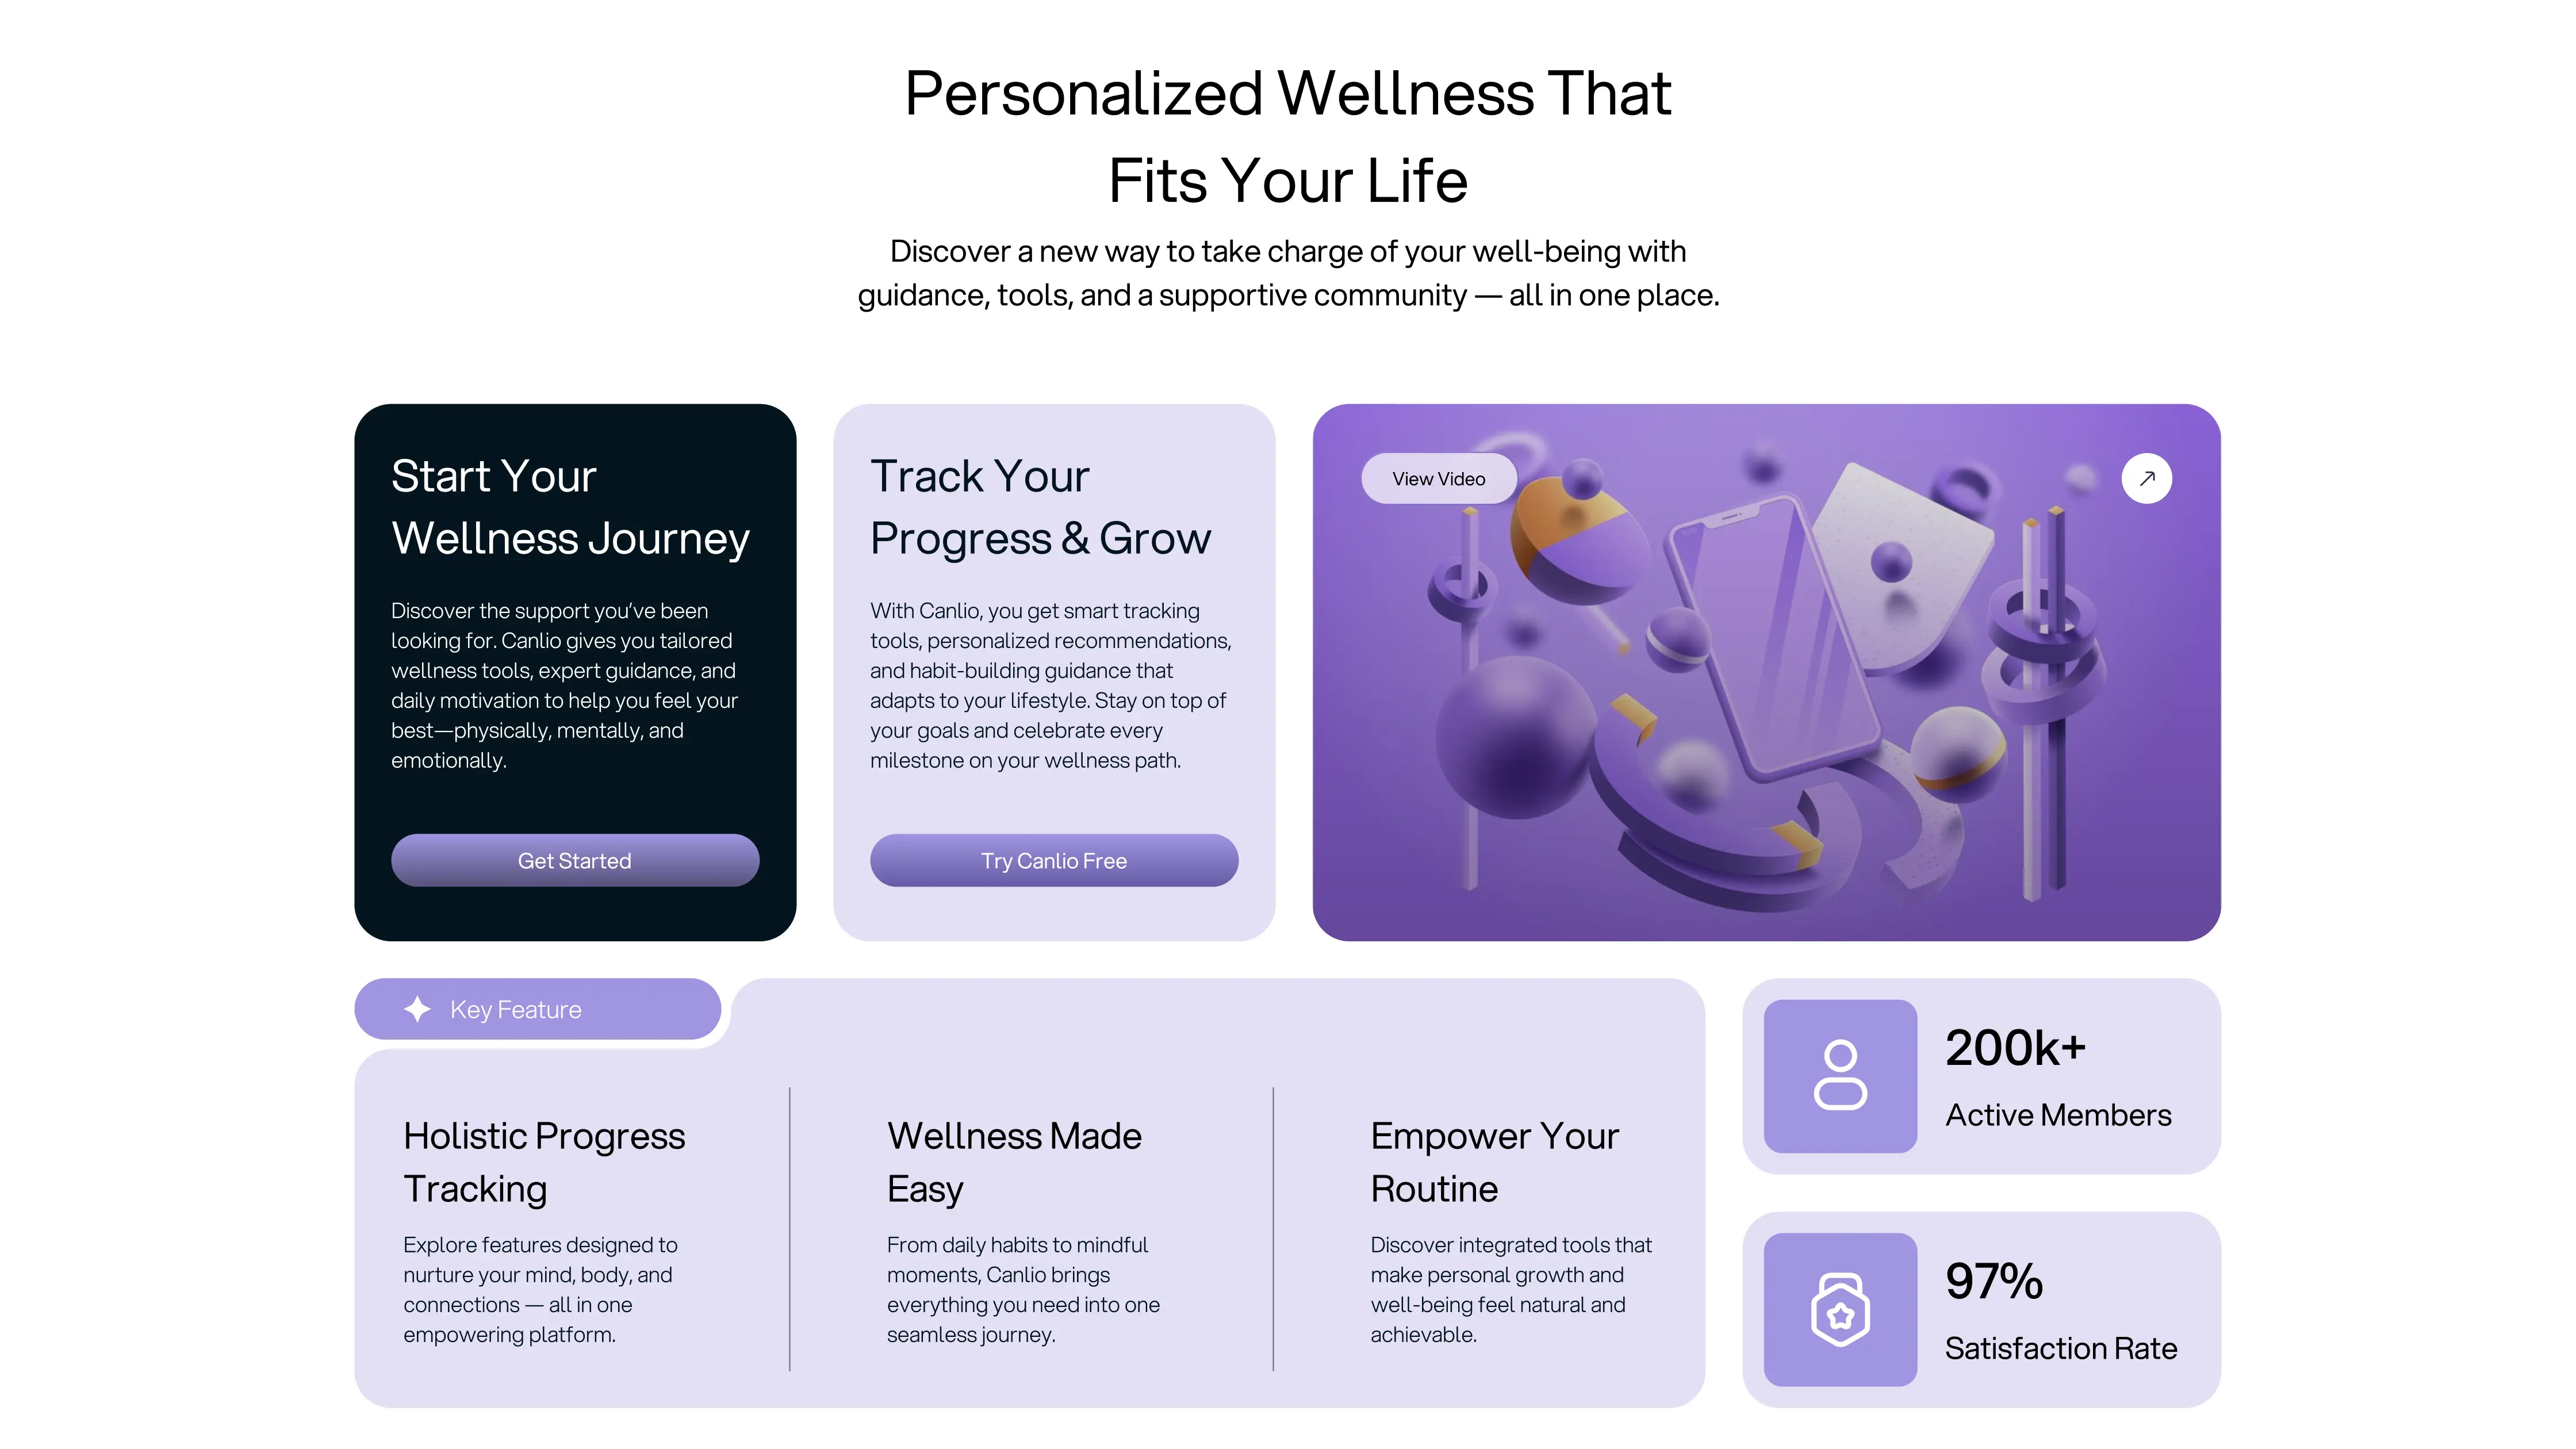 Personalized Wellness That
Fits Your Life
Discover a new way to take charge of your well-being with
guidance, tools, and a supportive community — all in one place.
Start Your
Wellness Journey
Discover the support you’ve been
looking for. Canlio gives you tailored
wellness tools, expert guidance, and
daily motivation to help you feel your
best—physically, mentally, and
emotionally.
Get Started
Track Your
Progress & Grow
With Canlio, you get smart tracking
tools, personalized recommendations,
and habit-building guidance that
adapts to your lifestyle. Stay on top of
your goals and celebrate every
milestone on your wellness path.
Try Canlio Free
View Video
Key Feature
Holistic Progress
Tracking
Explore features designed to
nurture your mind, body, and
connections — all in one
empowering platform.
Wellness Made
Easy
From daily habits to mindful
moments, Canlio brings
everything you need into one
seamless journey.
Empower Your
Routine
Discover integrated tools that
make personal growth and
well-being feel natural and
achievable.
200k+
Active Members
97%
Satisfaction Rate